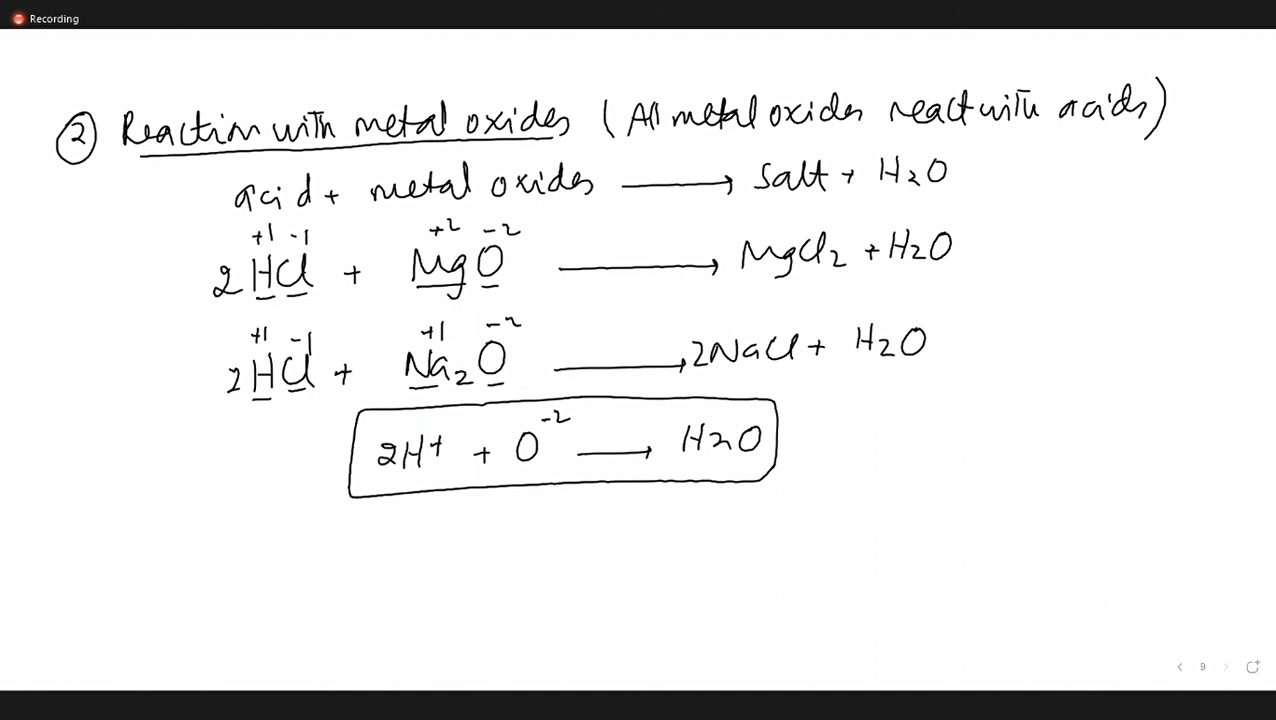 Recording
② Reaction with metal oxides (All metal oxides react with acids)
acid + metal oxides ⟶ salt + H2O
+1 -1 +2 -2
2HCl + MgO ⟶ MgCl2 + H2O
+1 -1 +1 -2
2HCl + Na2O ⟶ 2NaCl + H2O
2H+ + O-2 ⟶ H2O
< 9 >